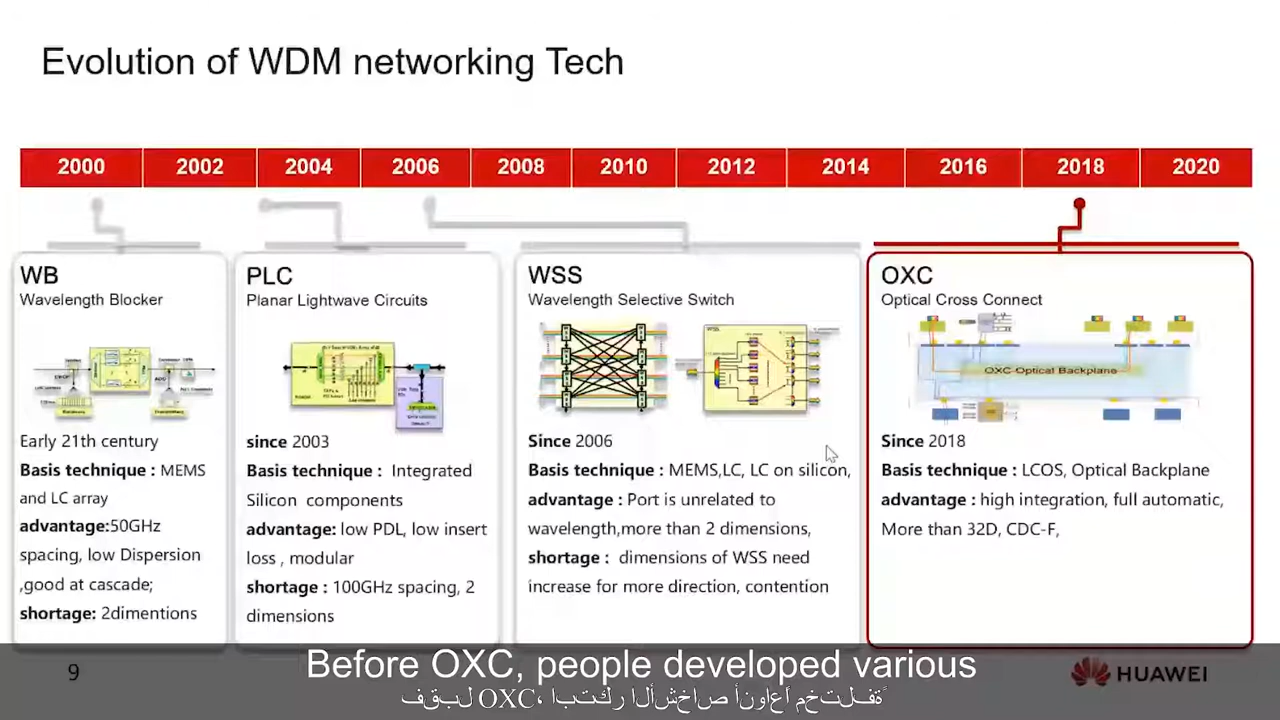 Evolution of WDM networking Tech
2000 2002 2004 2006 2008 2010 2012 2014 2016 2018 2020
WB
Wavelength Blocker
Early 21th century
Basis technique : MEMS
and LC array
advantage:50GHz
spacing, low Dispersion
,good at cascade;
shortage: 2dimentions
PLC
Planar Lightwave Circuits
since 2003
Basis technique : Integrated
Silicon components
advantage: low PDL, low insert
loss , modular
shortage : 100GHz spacing, 2
dimensions
WSS
Wavelength Selective Switch
Since 2006
Basis technique : MEMS,LC, LC on silicon,
advantage : Port is unrelated to
wavelength,more than 2 dimensions,
shortage : dimensions of WSS need
increase for more direction, contention
OXC
Optical Cross Connect
OXC-Optical Backplane
Since 2018
Basis technique : LCOS, Optical Backplane
advantage : high integration, full automatic,
More than 32D, CDC-F,
9
Before OXC, people developed various
فقبل OXC، ابتكر الأشخاص أنواعًا مختلفةً
HUAWEI